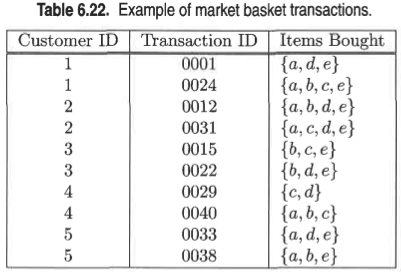 Table 6.22. Example of market basket transactions.
Customer ID Transaction ID Items Bought
1 0001 {a, d, e}
1 0024 {a, b, c, e}
2 0012 {a, b, d, e}
2 0031 {a, c, d, e}
3 0015 {b, c, e}
3 0022 {b, d, e}
4 0029 {c, d}
4 0040 {a, b, c}
5 0033 {a, d, e}
5 0038 {a, b, e}